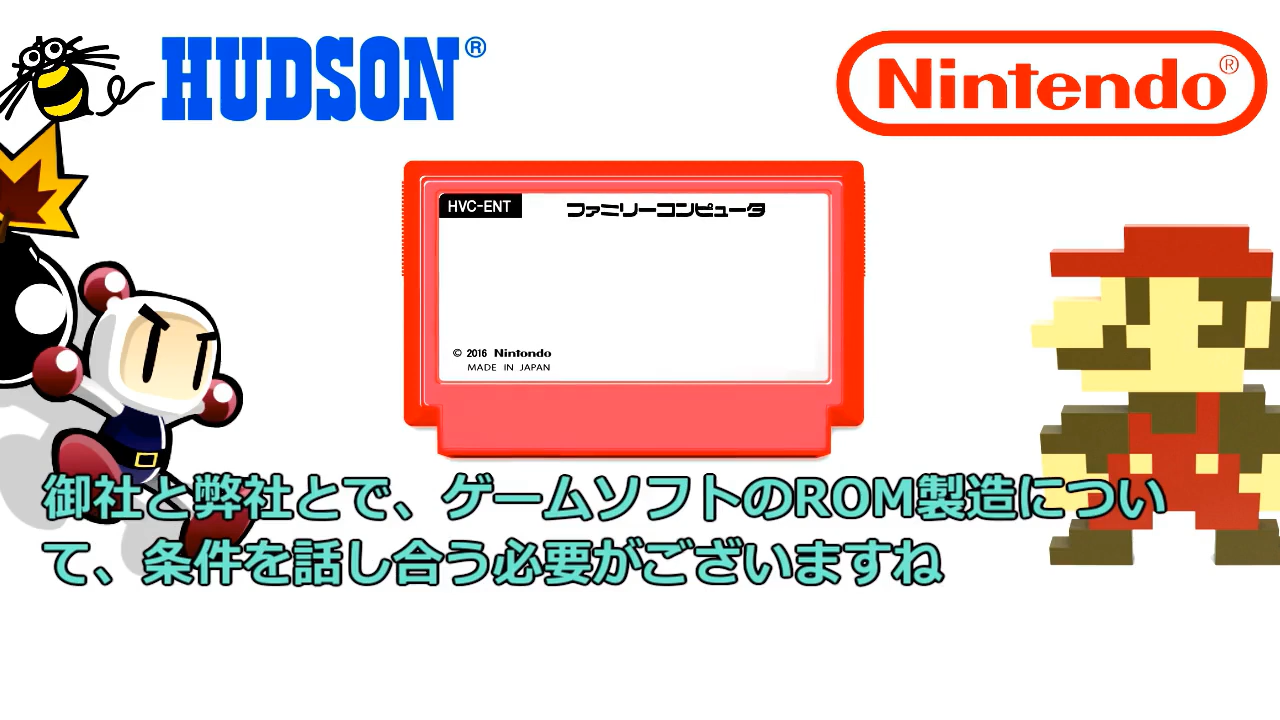 HUDSON®
Nintendo®
HVC-ENT
ファミリーコンピュータ
© 2016 Nintendo
MADE IN JAPAN
御社と弊社とで、ゲームソフトのROM製造につい
て、条件を話し合う必要がございますね